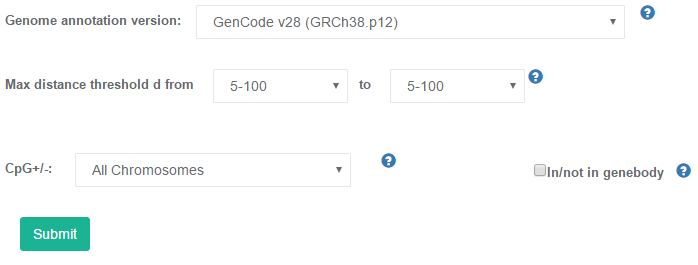 Genome annotation version: GenCode v28 (GRCh38.p12) ?
Max distance threshold d from 5-100 to 5-100 ?
CpG+/-: All Chromosomes ? In/not in genebody ?
Submit